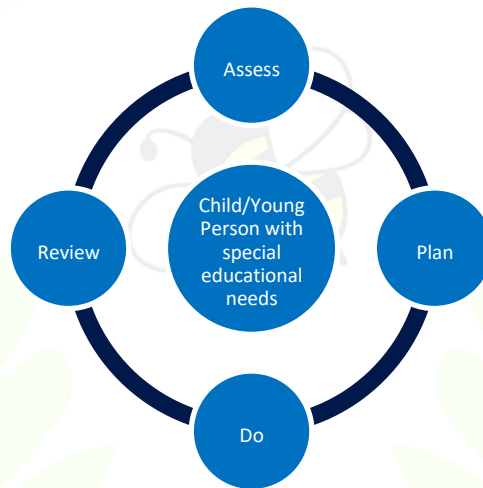 Assess
Child/Young
Person with
special
educational
needs
Review
Plan
Do